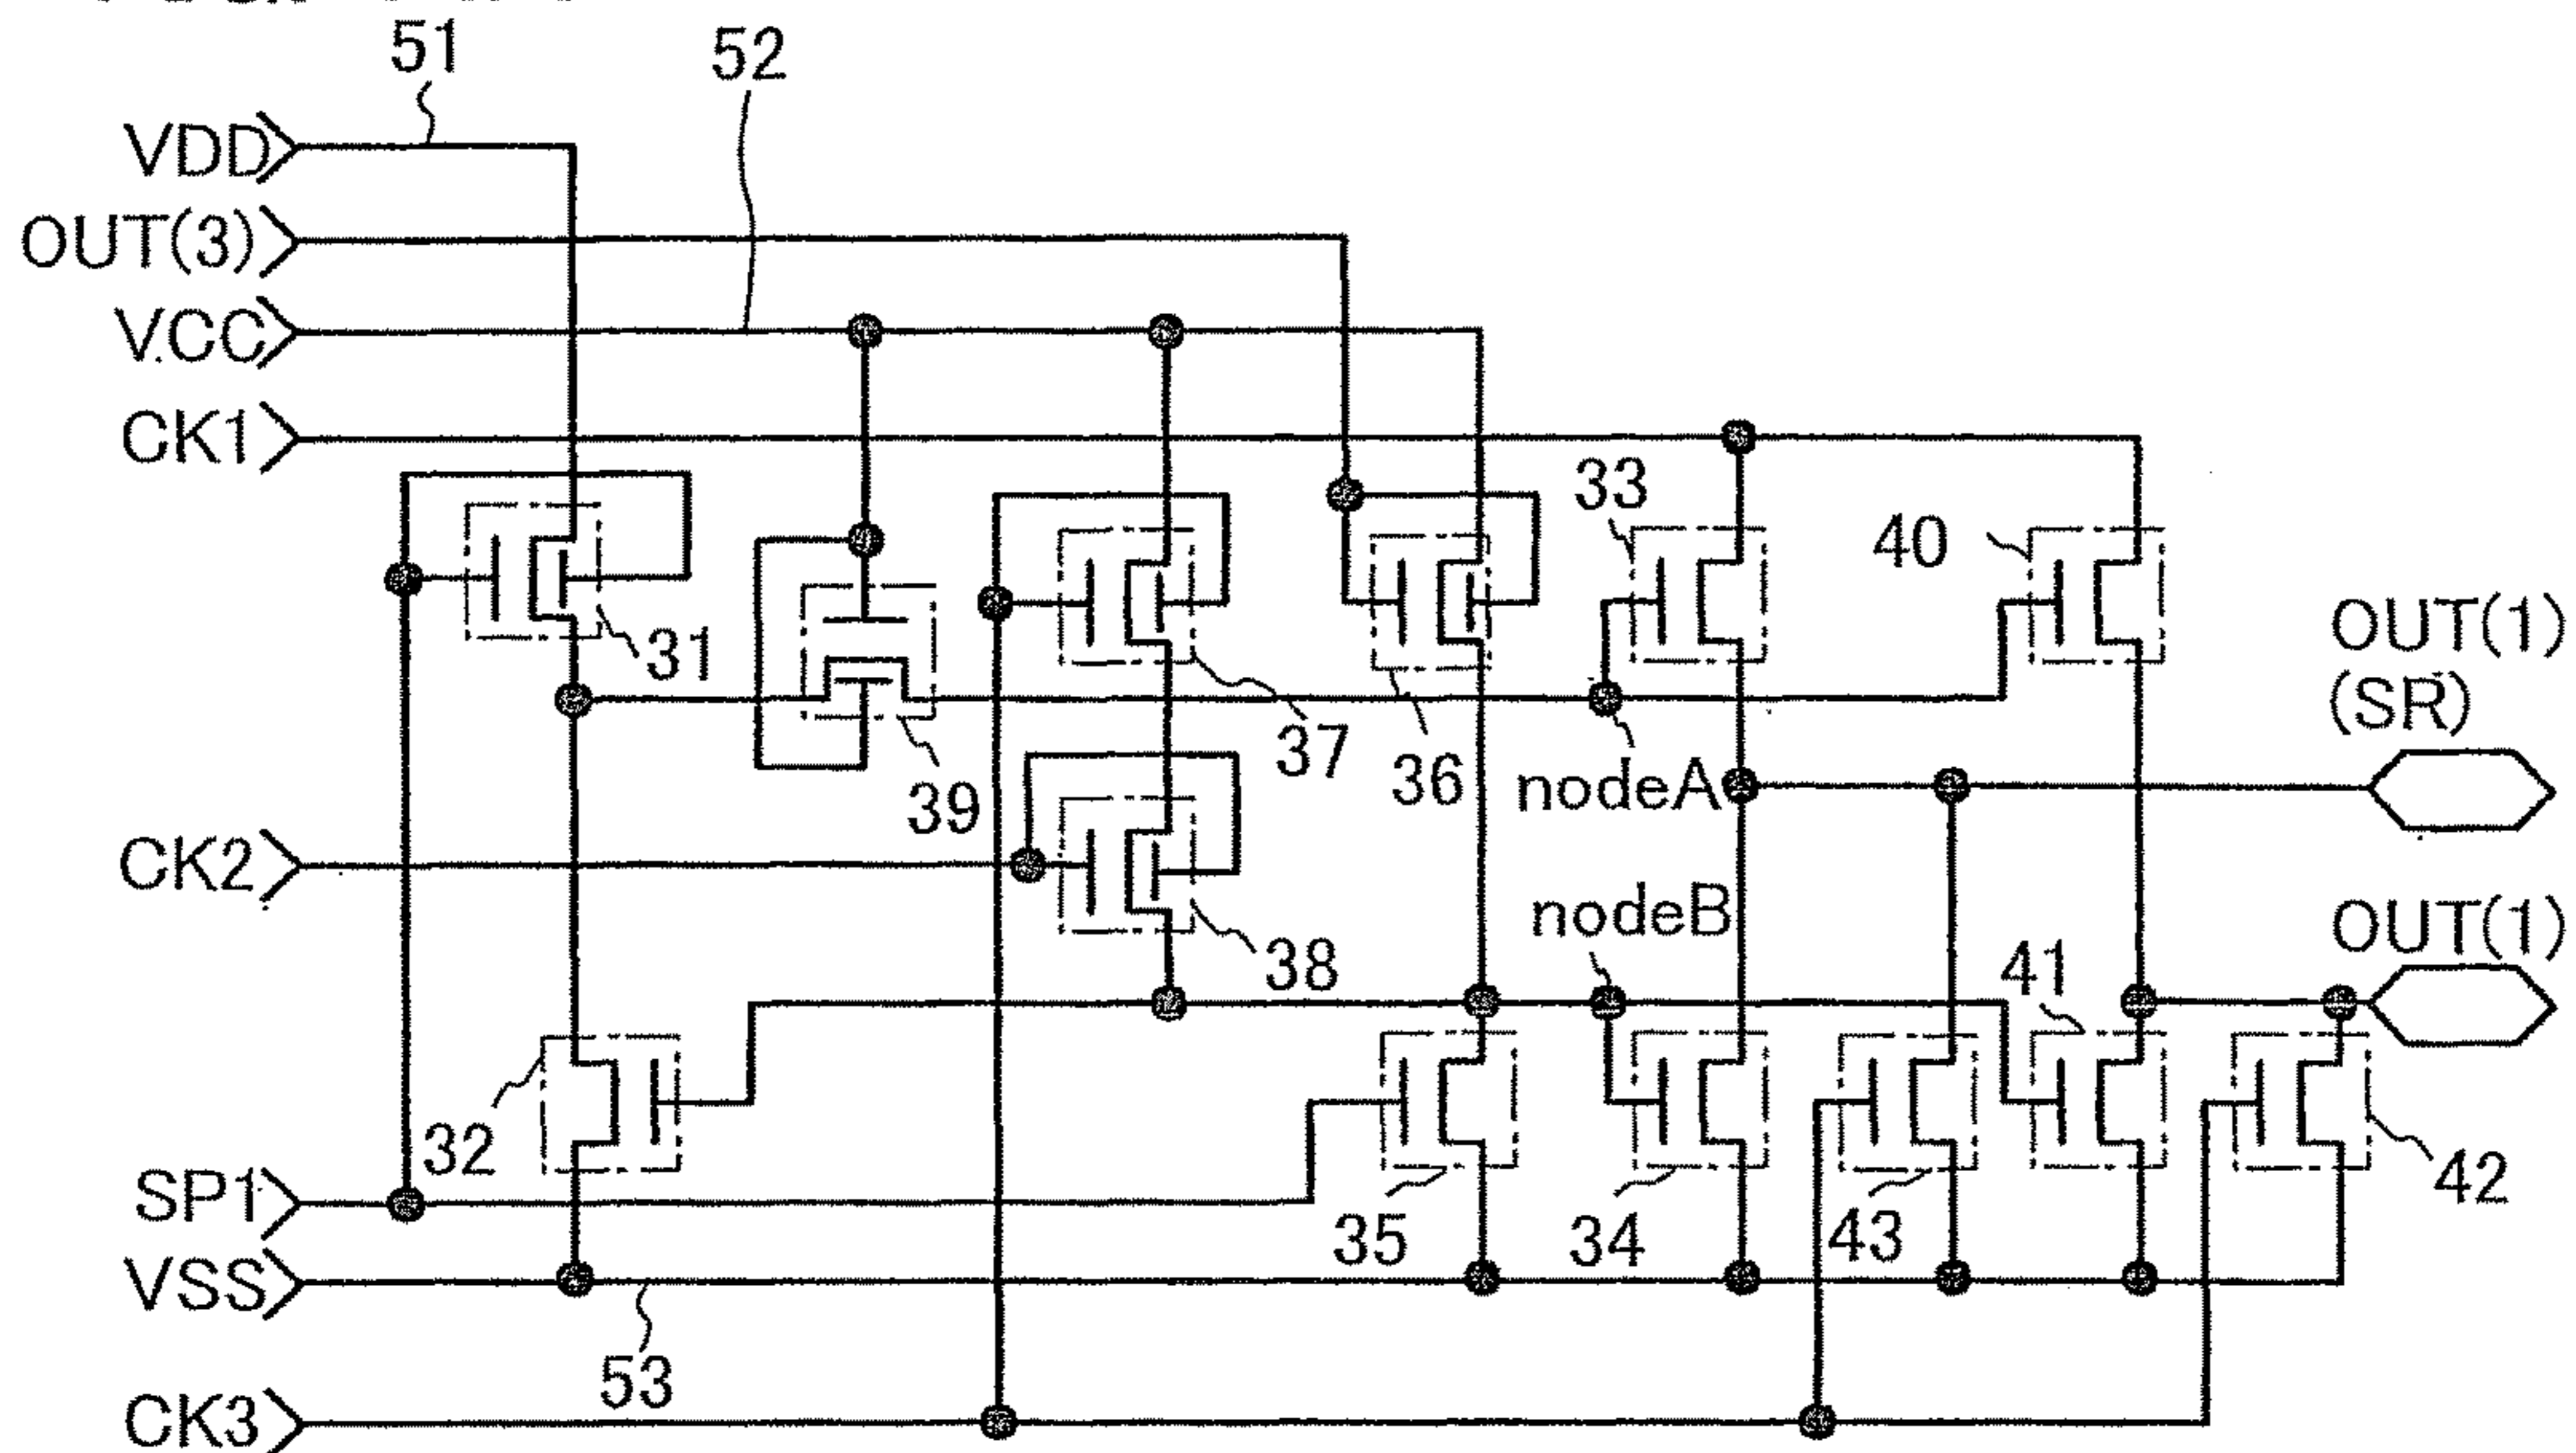 51
52
VDD
OUT(3)
VCC
CK1
33
40
31
OUT(1)
(SR)
37
36
39
nodeA
CK2
nodeB
OUT(1)
38
41
32
SP1
35
34
43
42
VSS
53
CK3